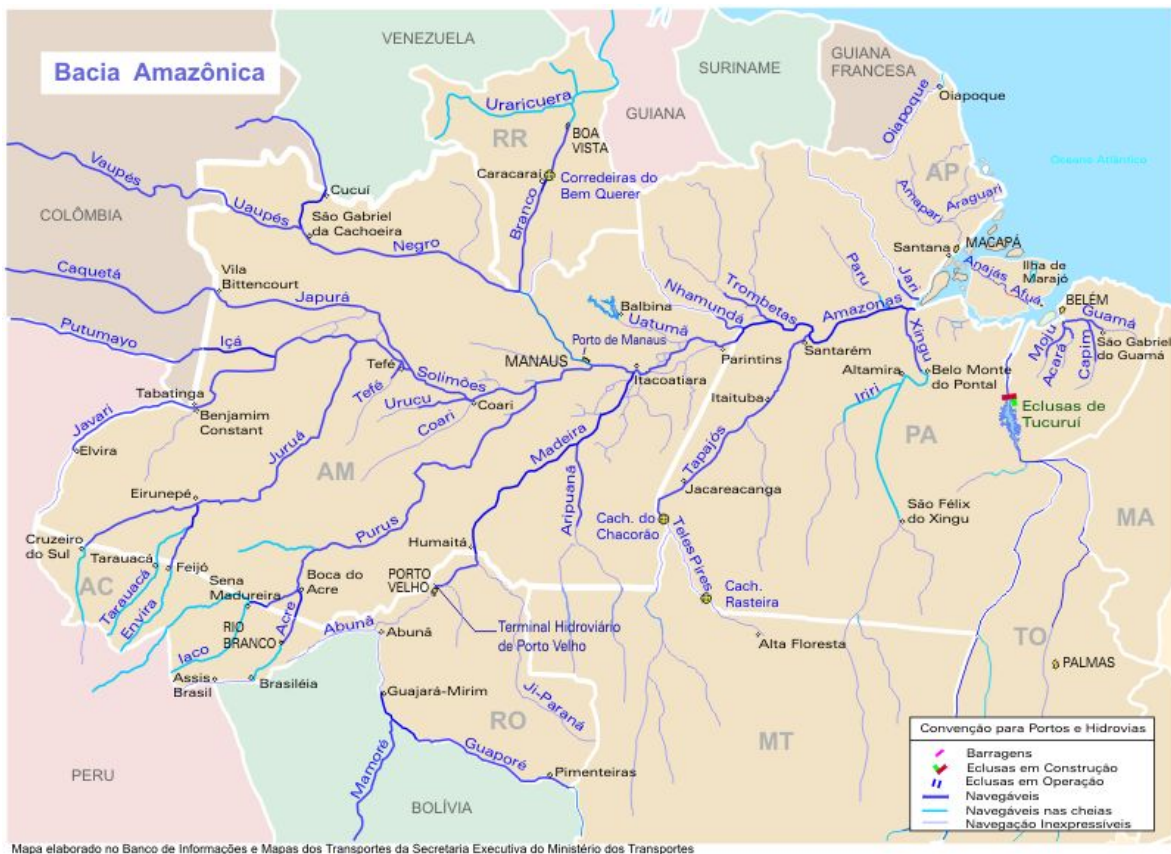 Bacia Amazônica
VENEZUELA
SURINAME
GUIANA
FRANCESA
GUIANA
COLÔMBIA
PERU
BOLÍVIA
Oceano Atlântico
RR
AP
AM
PA
MA
AC
RO
MT
TO
Uraricuera
BOA
VISTA
Caracaraí
Corredeiras do
Bem Querer
Branco
Oiapoque
Oiapoque
Amapari
Araguari
Santana
MACAPÁ
Ilha de
Marajó
Anajás
Afuá
BELÉM
Guamá
São Gabriel
do Guamá
Moju
Acará
Capim
Vaupés
Uaupés
Cucuí
São Gabriel
da Cachoeira
Negro
Caquetá
Vila
Bittencourt
Japurá
Putumayo
Içá
Tabatinga
Benjamim
Constant
Javari
Elvira
Tefé
Tefé
Solimões
Urucu
Coari
Coari
MANAUS
Porto de Manaus
Balbina
Uatumã
Nhamundá
Trombetas
Paru
Jari
Amazonas
Xingu
Itacoatiara
Parintins
Santarém
Altamira
Belo Monte
do Pontal
Iriri
Itaituba
Eclusas de
Tucuruí
Juruá
Eirunepé
Madeira
Aripuanã
Tapajós
Jacareacanga
São Félix
do Xingu
Cach. do
Chacorão
Teles Pires
Cach.
Rasteira
Alta Floresta
Cruzeiro
do Sul
Tarauacá
Feijó
Tarauacá
Envira
Sena
Madureira
Purus
Boca do
Acre
Humaitá
PORTO
VELHO
RIO
BRANCO
Acre
Iaco
Abunã
Abunã
Terminal Hidroviário
de Porto Velho
Assis
Brasil
Brasiléia
Guajará-Mirim
Ji-Paraná
Mamoré
Guaporé
Pimenteiras
PALMAS
Convenção para Portos e Hidrovias
Barragens
Eclusas em Construção
Eclusas em Operação
Navegáveis
Navegáveis nas cheias
Navegação Inexpressíveis
Mapa elaborado no Banco de Informações e Mapas dos Transportes da Secretaria Executiva do Ministério dos Transportes